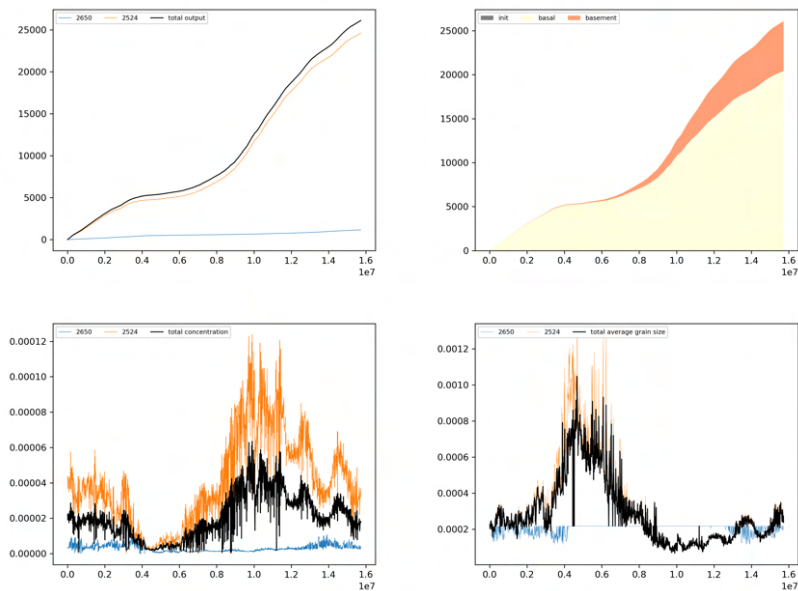 2650 2524 total output
25000
20000
15000
10000
5000
0
0.0 0.2 0.4 0.6 0.8 1.0 1.2 1.4 1.6
1e7
init basal basement
25000
20000
15000
10000
5000
0
0.0 0.2 0.4 0.6 0.8 1.0 1.2 1.4 1.6
1e7
2650 2524 total concentration
0.00012
0.00010
0.00008
0.00006
0.00004
0.00002
0.00000
0.0 0.2 0.4 0.6 0.8 1.0 1.2 1.4 1.6
1e7
2650 2524 total average grain size
0.0012
0.0010
0.0008
0.0006
0.0004
0.0002
0.0 0.2 0.4 0.6 0.8 1.0 1.2 1.4 1.6
1e7